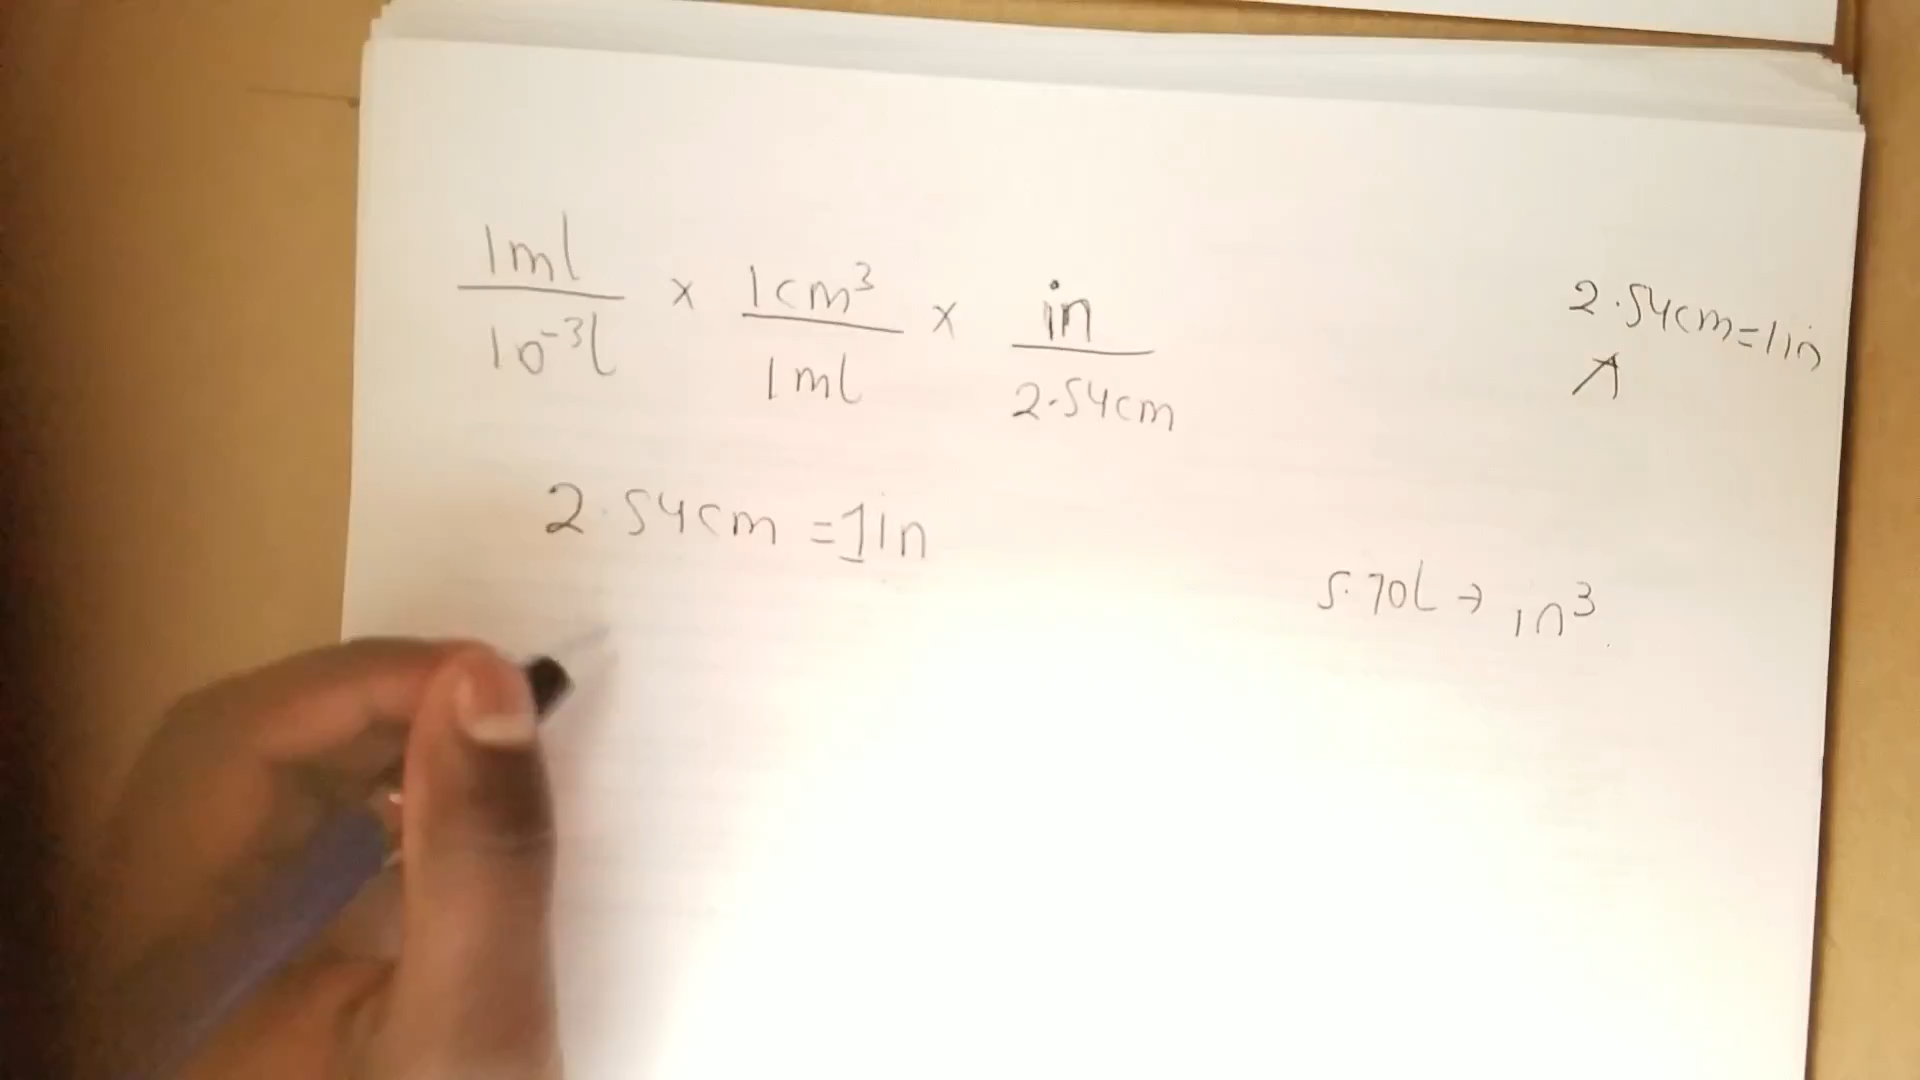 1ml / 10⁻³l × 1cm³ / 1ml × in / 2.54cm
2.54cm=1in
2.54cm=1in
5.70l → in³